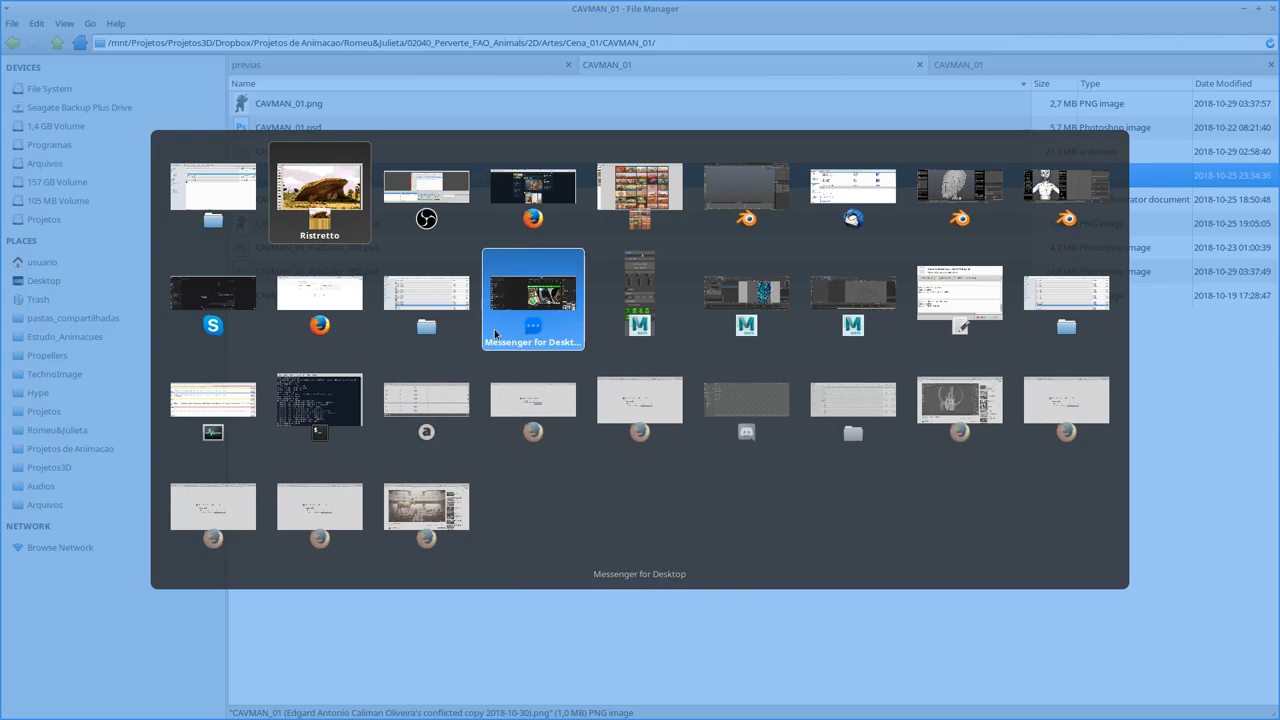 CAVMAN_01 - File Manager
File Edit View Go Help
/mnt/Projetos/Projetos3D/Dropbox/Projetos de Animacao/Romeu&Julieta/02040_Perverte_FAO_Animals/2D/Artes/Cena_01/CAVMAN_01/
DEVICES
File System
Seagate Backup Plus Drive
1,4 GB Volume
Programas
Arquivos
157 GB Volume
105 MB Volume
Projetos
PLACES
usuario
Desktop
Trash
pastas_compartilhadas
Estudo_Animacoes
Propellers
TechnoImage
Hype
Projetos
Romeu&Julieta
Projetos de Animacao
Projetos3D
Audios
Arquivos
NETWORK
Browse Network
previas CAVMAN_01 CAVMAN_01
Name Size Type Date Modified
CAVMAN_01.png 2,7 MB PNG image 2018-10-29 03:37:57
CAVMAN_01.psd 5,7 MB Photoshop image 2018-10-22 08:21:40
2018-10-29 02:58:40
2018-10-25 23:34:36
trator document 2018-10-25 18:50:48
PNG image 2018-10-25 19:05:05
4,7 MB Photoshop image 2018-10-23 01:00:39
2018-10-29 03:37:49
2018-10-19 17:28:47
Ristretto
Messenger for Deskt...
Messenger for Desktop
"CAVMAN_01 (Edgard Antonio Caliman Oliveira's conflicted copy 2018-10-30).png" (1,0 MB) PNG image